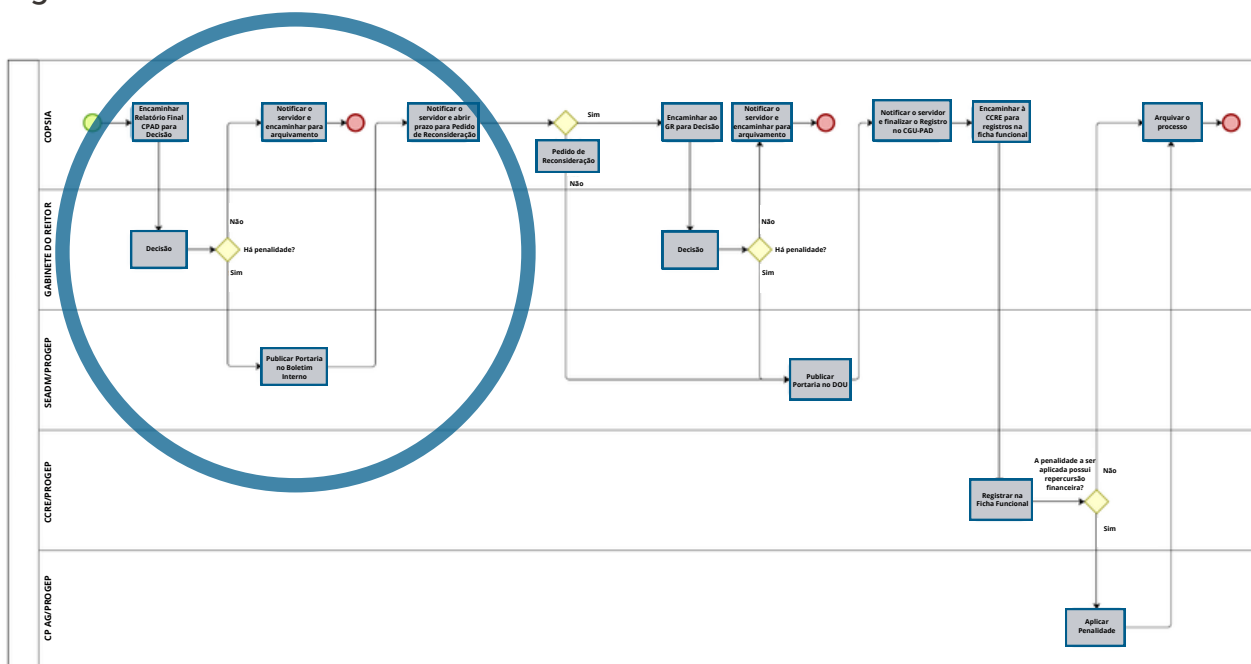 COPSIA
Encaminhar
Relatório Final
CPAD para
Decisão
Notificar o
servidor e
encaminhar para
arquivamento
Notificar o
servidor e abrir
prazo para Pedido
de Reconsideração
Sim
Pedido de
Reconsideração
Não
Encaminhar ao
GR para Decisão
Notificar o
servidor e
encaminhar para
arquivamento
Notificar o servidor
e finalizar o Registro
no CGU-PAD
Encaminhar à
CCRE para
registros na
ficha funcional
Arquivar o
processo
GABINETE DO REITOR
Decisão
Não
Há penalidade?
Sim
Decisão
Não
Há penalidade?
Sim
SEADM/PROGEP
Publicar Portaria
no Boletim
Interno
Publicar
Portaria no DOU
CCRE/PROGEP
Registrar na
Ficha Funcional
A penalidade a ser
aplicada possui
repercursão
financeira?
Não
Sim
CP AG/PROGEP
Aplicar
Penalidade